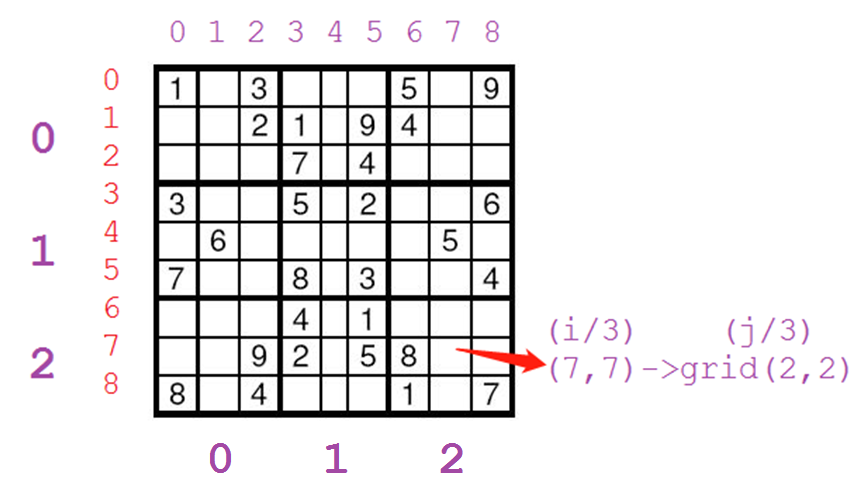 0 1 2 3 4 5 6 7 8
0 1 3 5 9
1 2 1 9 4
0
2 7 4
3 3 5 2 6
4 6 5
1
5 7 8 3 4
6 4 1
(i/3) (j/3)
7 9 2 5 8
2
(7,7)->grid(2,2)
8 8 4 1 7
0 1 2